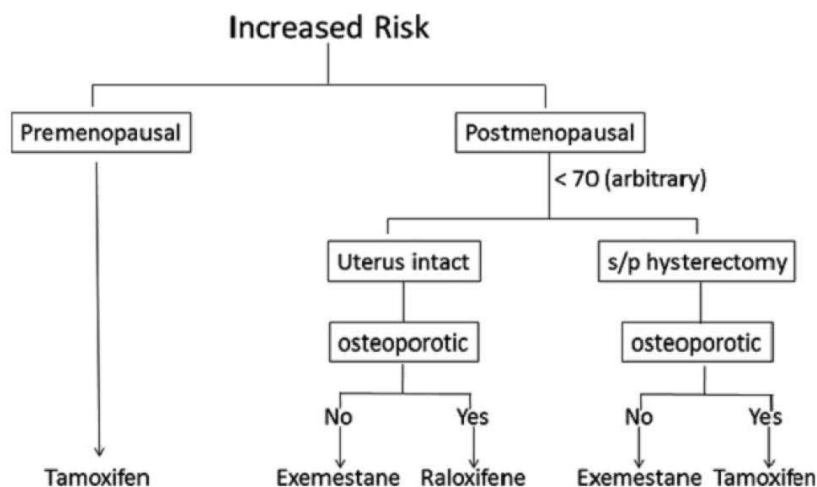 Increased Risk
Premenopausal
Postmenopausal
< 70 (arbitrary)
Uterus intact
s/p hysterectomy
osteoporotic
osteoporotic
No
Yes
No
Yes
Tamoxifen
Exemestane
Raloxifene
Exemestane
Tamoxifen